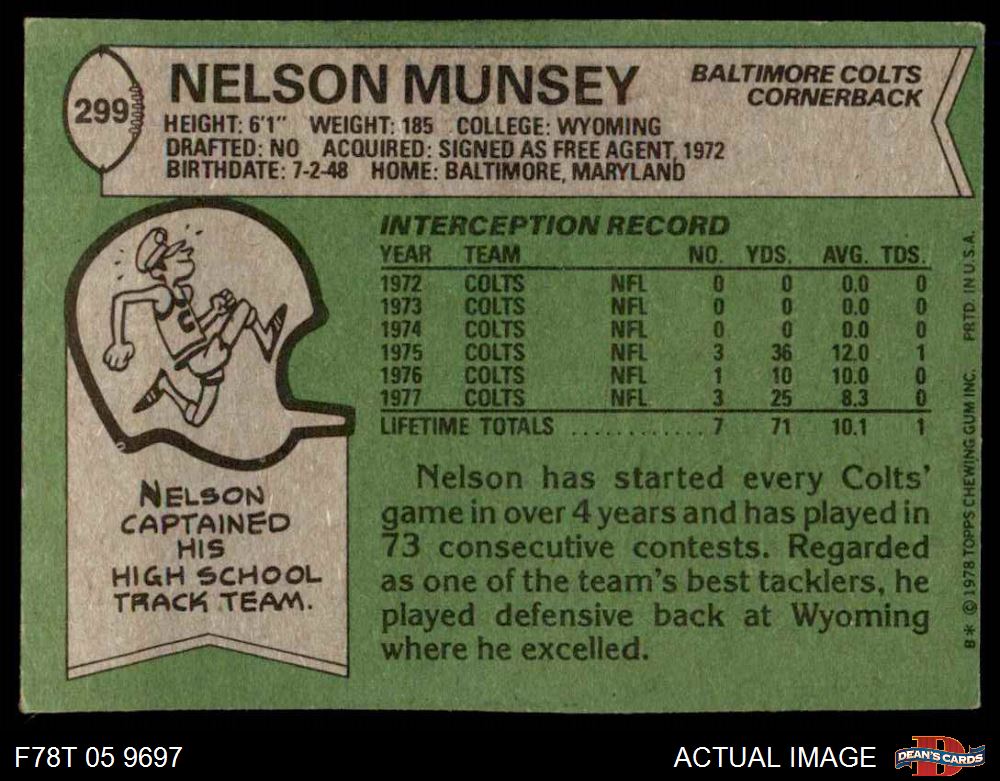 299
NELSON MUNSEY
BALTIMORE COLTS
CORNERBACK
HEIGHT: 6'1" WEIGHT: 185 COLLEGE: WYOMING
DRAFTED: NO ACQUIRED: SIGNED AS FREE AGENT, 1972
BIRTHDATE: 7-2-48 HOME: BALTIMORE, MARYLAND
C
NELSON
CAPTAINED
HIS
HIGH SCHOOL
TRACK TEAM.
INTERCEPTION RECORD
YEAR TEAM NO. YDS. AVG. TDS.
1972 COLTS NFL 0 0 0.0 0
1973 COLTS NFL 0 0 0.0 0
1974 COLTS NFL 0 0 0.0 0
1975 COLTS NFL 3 36 12.0 1
1976 COLTS NFL 1 10 10.0 0
1977 COLTS NFL 3 25 8.3 0
LIFETIME TOTALS ............. 7 71 10.1 1
Nelson has started every Colts'
game in over 4 years and has played in
73 consecutive contests. Regarded
as one of the team's best tacklers, he
played defensive back at Wyoming
where he excelled.
B* © 1978 TOPPS CHEWING GUM INC. PRTD. IN U.S.A.
F78T 05 9697
ACTUAL IMAGE
D
DEAN'S CARDS